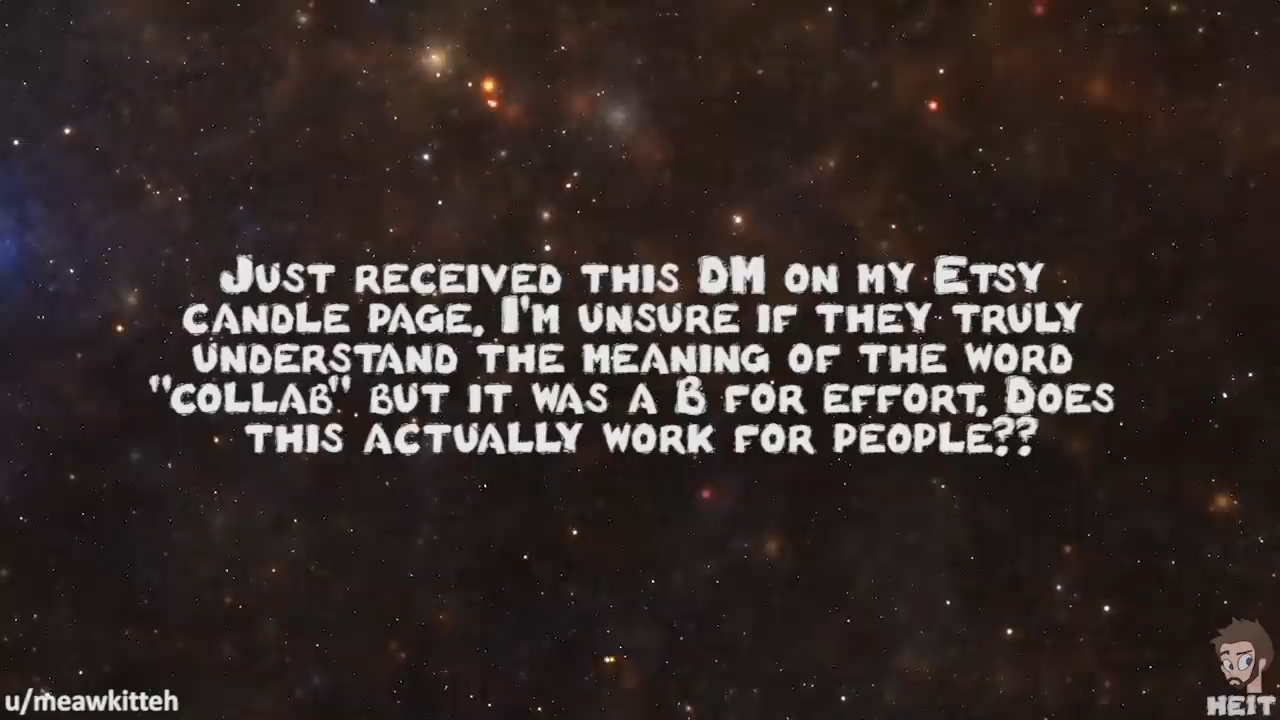 Just received this DM on my Etsy
candle page. I'm unsure if they truly
understand the meaning of the word
"collab" but it was a B for effort. Does
this actually work for people??
u/meawkitteh
HEIT